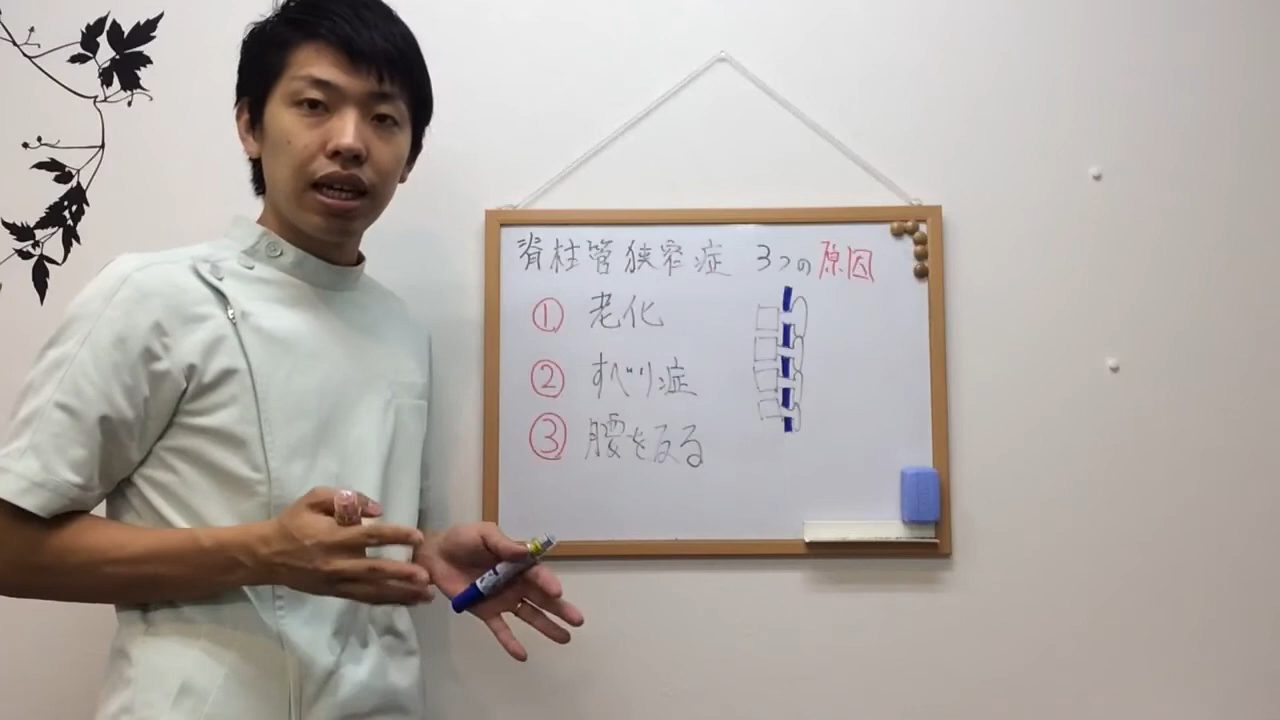 脊柱管狭窄症 3つの原因
① 老化
② すべり症
③ 腰を反る